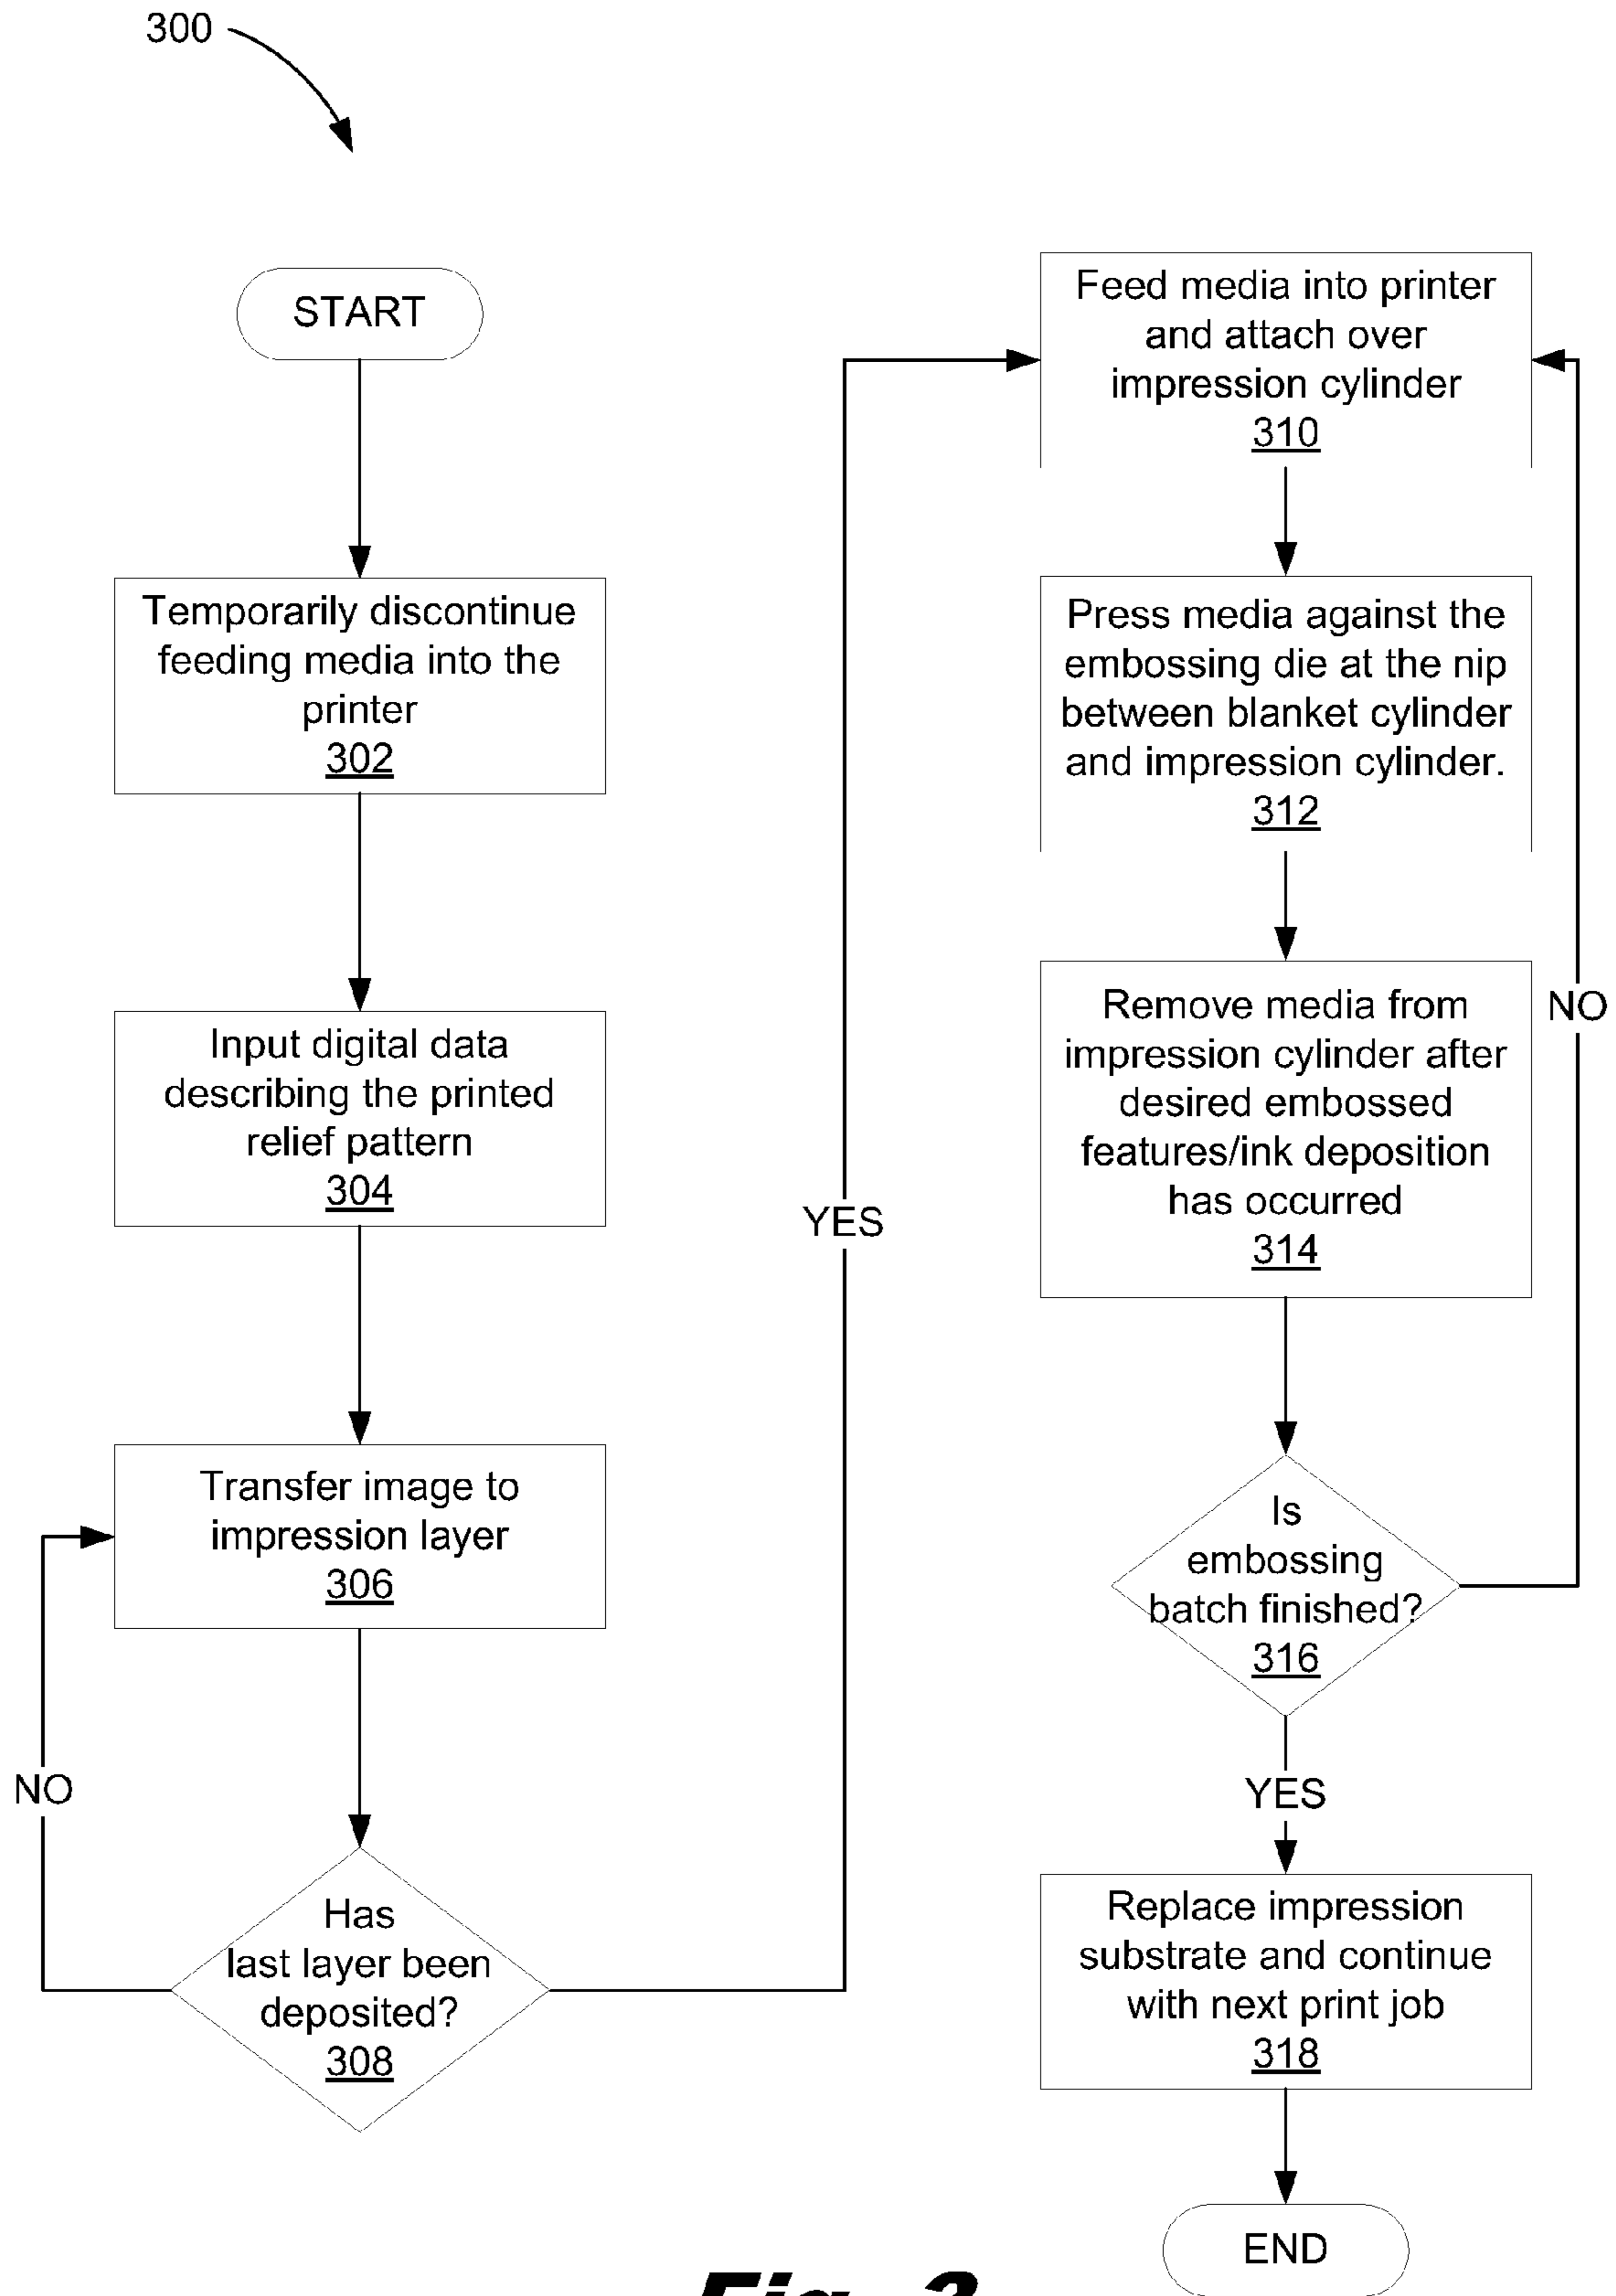 300
START
Temporarily discontinue
feeding media into the
printer
302
Input digital data
describing the printed
relief pattern
304
Transfer image to
impression layer
306
NO
Has
last layer been
deposited?
308
YES
Feed media into printer
and attach over
impression cylinder
310
Press media against the
embossing die at the nip
between blanket cylinder
and impression cylinder.
312
Remove media from
impression cylinder after
desired embossed
features/ink deposition
has occurred
314
NO
Is
embossing
batch finished?
316
YES
Replace impression
substrate and continue
with next print job
318
END
Fig.